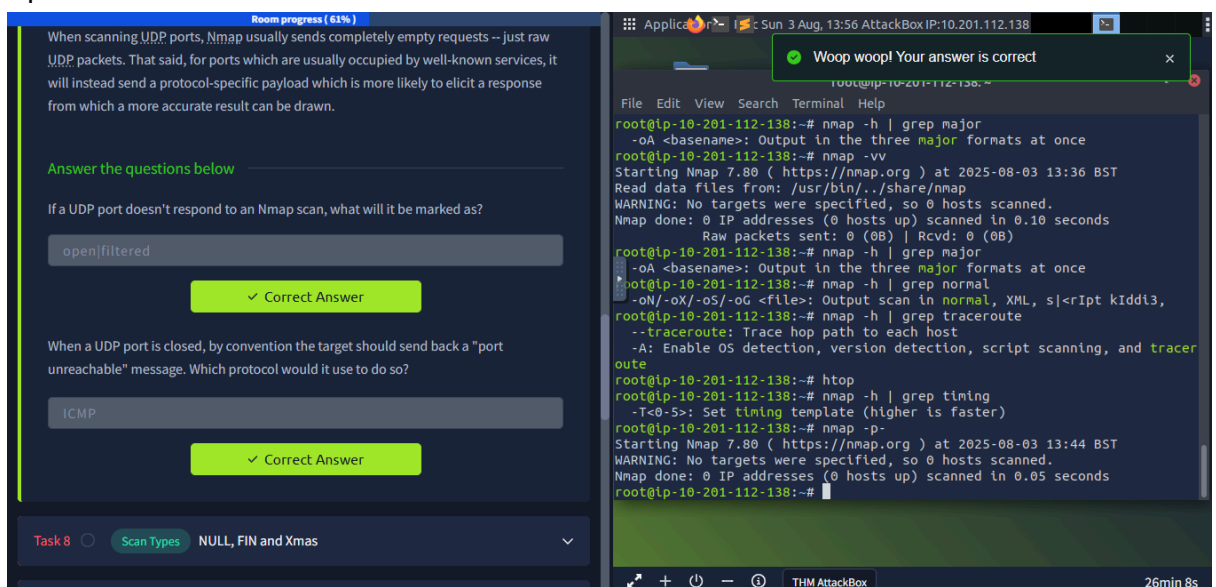 Room progress ( 61% )
When scanning UDP ports, Nmap usually sends completely empty requests -- just raw
UDP packets. That said, for ports which are usually occupied by well-known services, it
will instead send a protocol-specific payload which is more likely to elicit a response
from which a more accurate result can be drawn.
Answer the questions below
If a UDP port doesn't respond to an Nmap scan, what will it be marked as?
open|filtered
✓ Correct Answer
When a UDP port is closed, by convention the target should send back a "port
unreachable" message. Which protocol would it use to do so?
ICMP
✓ Correct Answer
Task 8 Scan Types NULL, FIN and Xmas
Sun 3 Aug, 13:56 AttackBox IP:10.201.112.138
Woop woop! Your answer is correct
File Edit View Search Terminal Help
root@ip-10-201-112-138:~# nmap -h | grep major
-oA <basename>: Output in the three major formats at once
root@ip-10-201-112-138:~# nmap -vv
Starting Nmap 7.80 ( https://nmap.org ) at 2025-08-03 13:36 BST
Read data files from: /usr/bin/../share/nmap
WARNING: No targets were specified, so 0 hosts scanned.
Nmap done: 0 IP addresses (0 hosts up) scanned in 0.10 seconds
Raw packets sent: 0 (0B) | Rcvd: 0 (0B)
root@ip-10-201-112-138:~# nmap -h | grep major
-oA <basename>: Output in the three major formats at once
root@ip-10-201-112-138:~# nmap -h | grep normal
-oN/-oX/-oS/-oG <file>: Output scan in normal, XML, s|<rIpt kIddi3,
root@ip-10-201-112-138:~# nmap -h | grep traceroute
--traceroute: Trace hop path to each host
-A: Enable OS detection, version detection, script scanning, and tracer
oute
root@ip-10-201-112-138:~# htop
root@ip-10-201-112-138:~# nmap -h | grep timing
-T<0-5>: Set timing template (higher is faster)
root@ip-10-201-112-138:~# nmap -p-
Starting Nmap 7.80 ( https://nmap.org ) at 2025-08-03 13:44 BST
WARNING: No targets were specified, so 0 hosts scanned.
Nmap done: 0 IP addresses (0 hosts up) scanned in 0.05 seconds
root@ip-10-201-112-138:~#
THM AttackBox
26min 8s